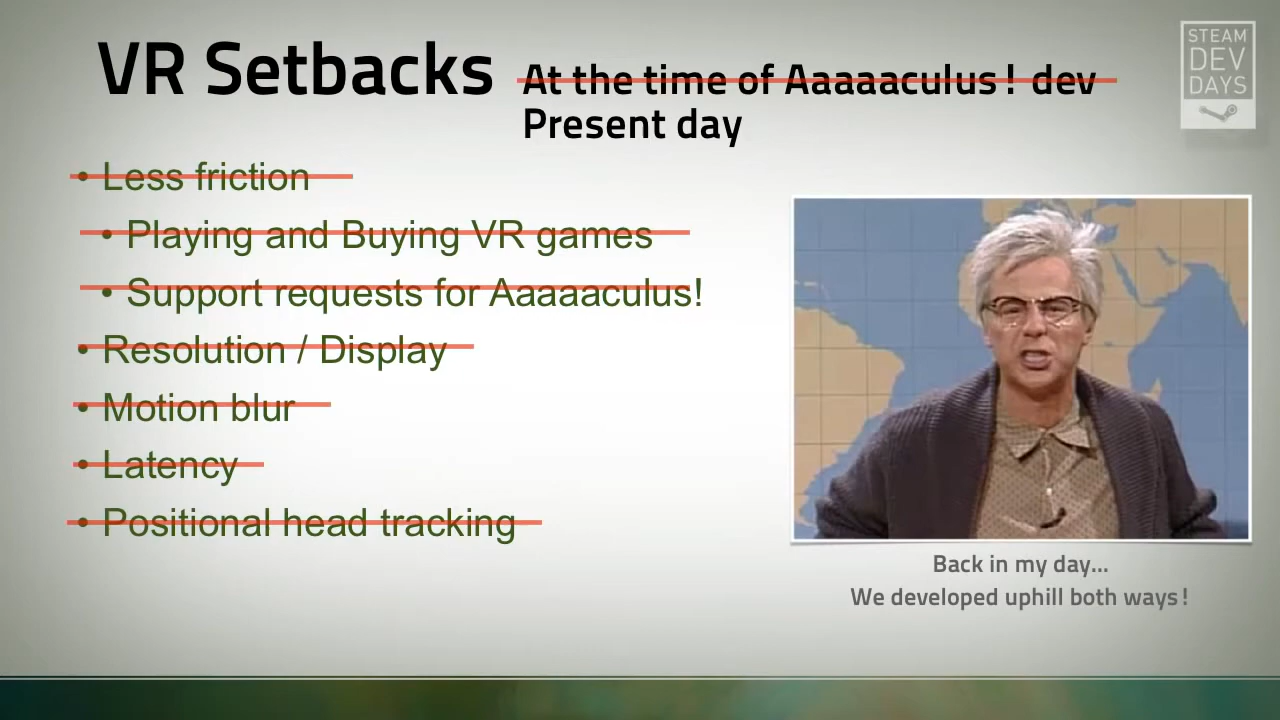 VR Setbacks At the time of Aaaaaculus! dev
Present day
• Less friction
• Playing and Buying VR games
• Support requests for Aaaaaculus!
• Resolution / Display
• Motion blur
• Latency
• Positional head tracking
STEAM
DEV
DAYS
Back in my day...
We developed uphill both ways!